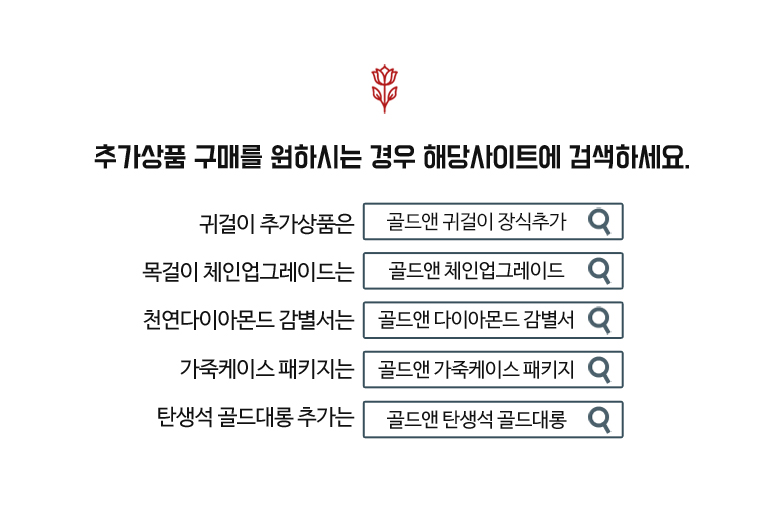 추가상품 구매를 원하시는 경우 해당사이트에 검색하세요.
귀걸이 추가상품은 골드앤 귀걸이 장식추가
목걸이 체인업그레이드는 골드앤 체인업그레이드
천연다이아몬드 감별서는 골드앤 다이아몬드 감별서
가죽케이스 패키지는 골드앤 가죽케이스 패키지
탄생석 골드대롱 추가는 골드앤 탄생석 골드대롱